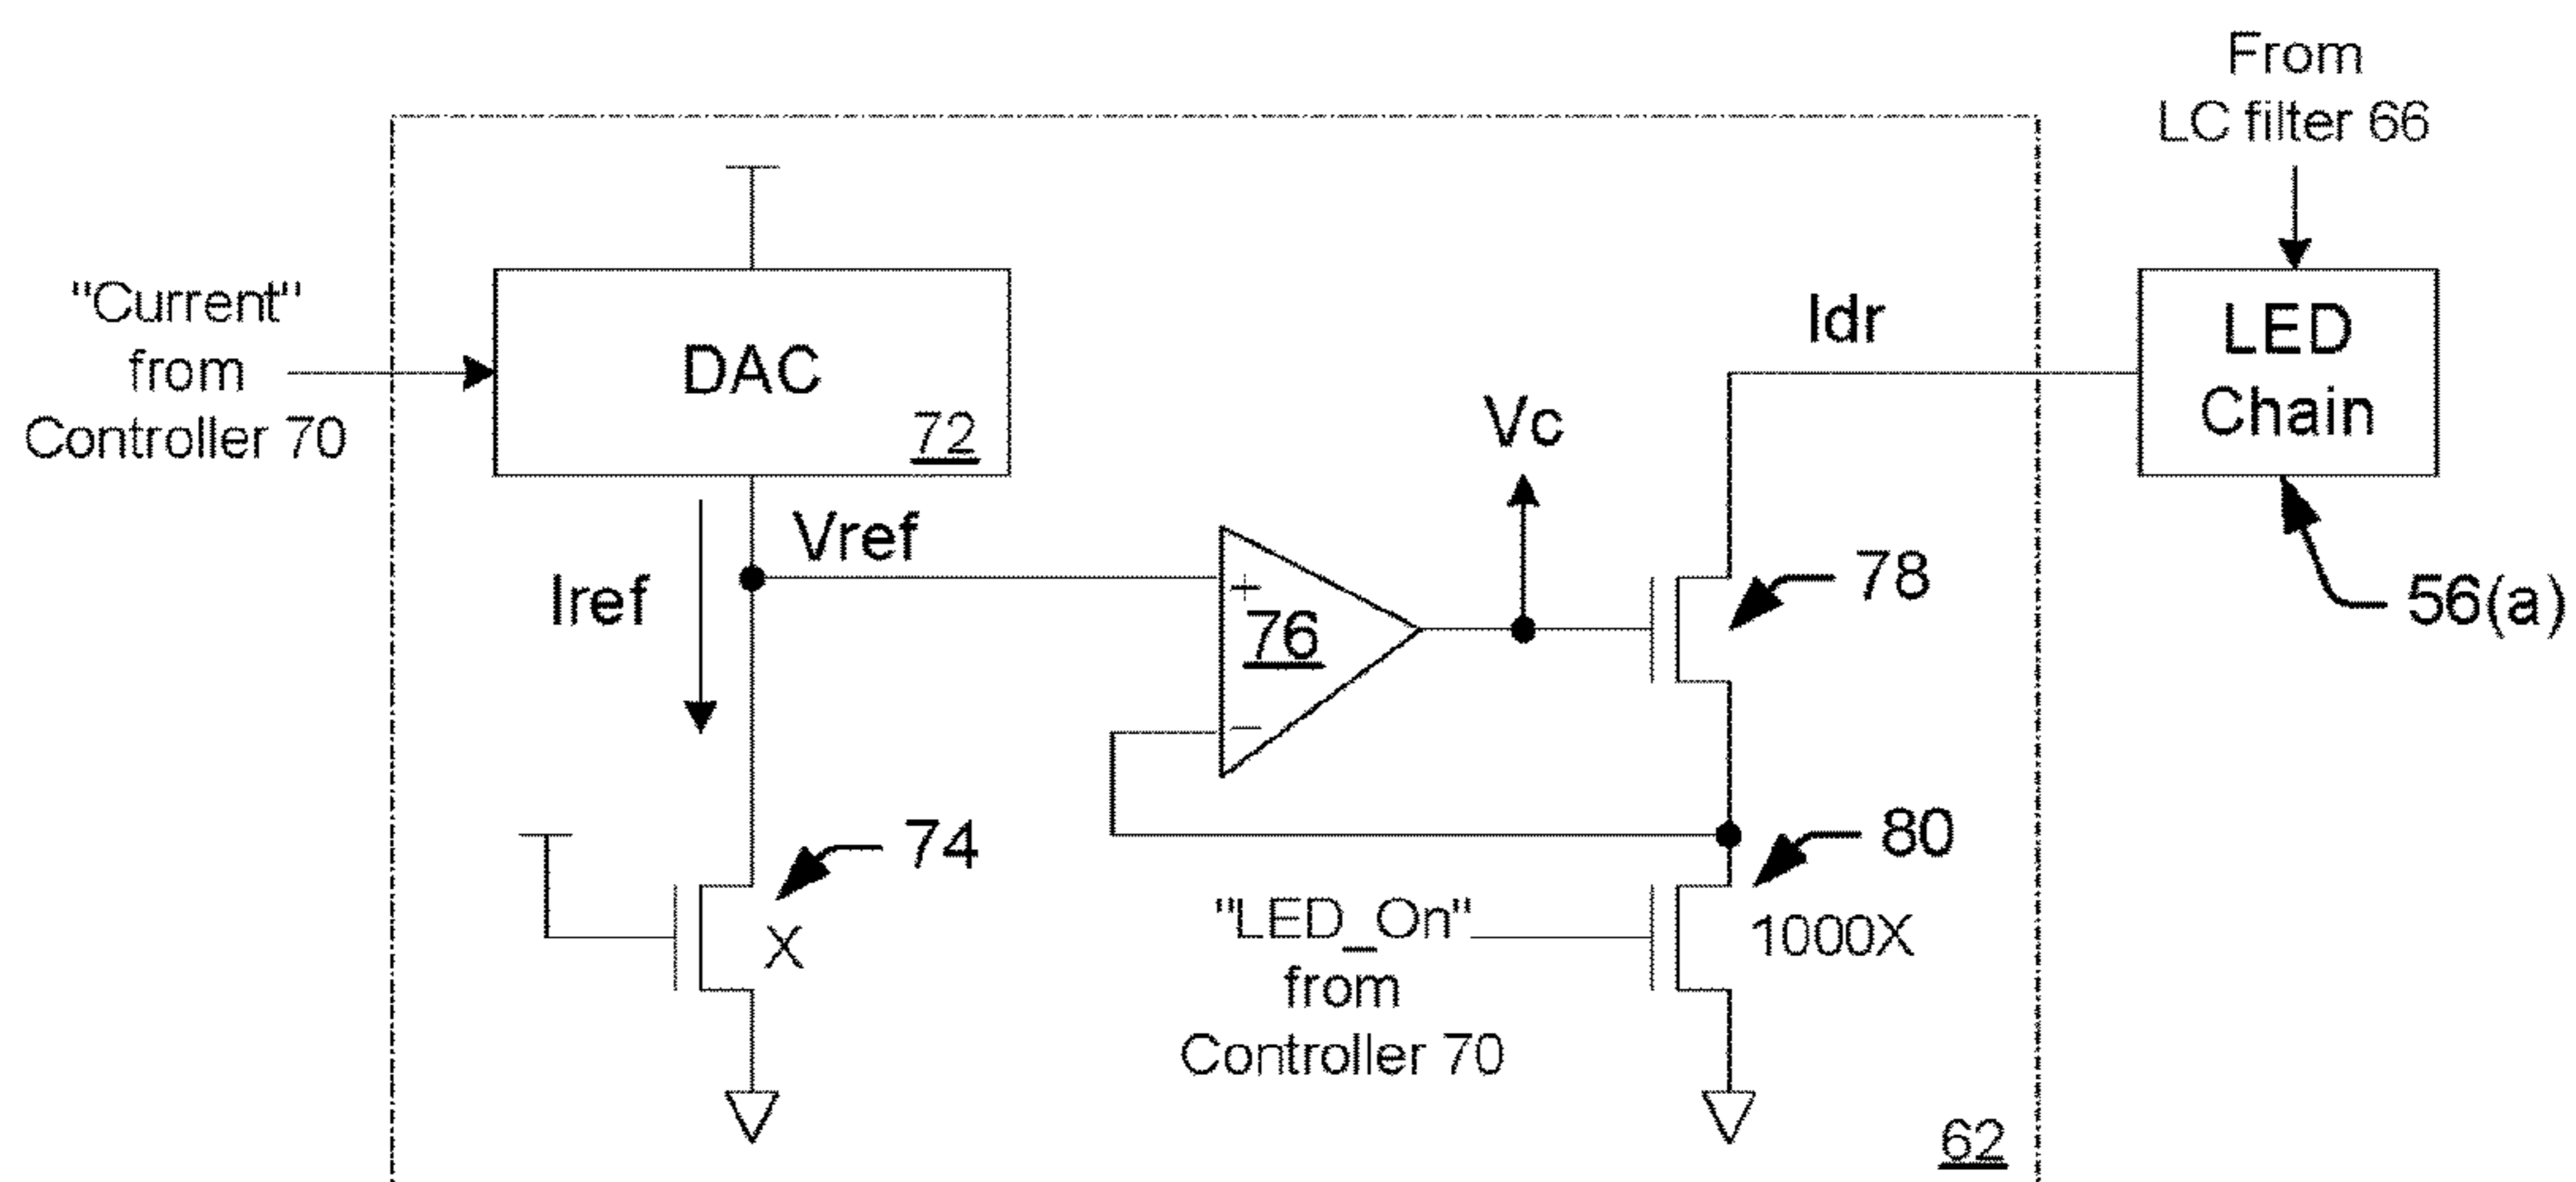 From
LC filter 66
"Current"
from
Controller 70
DAC
72
Idr
LED
Chain
Vc
Vref
Iref
+
76
−
78
56(a)
74
X
80
"LED_On"
from
Controller 70
1000X
62